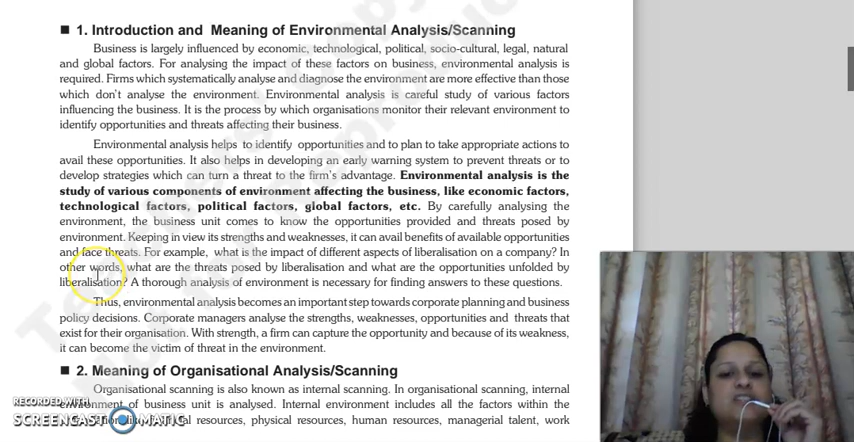 1. Introduction and Meaning of Environmental Analysis/Scanning
Business is largely influenced by economic, technological, political, socio-cultural, legal, natural
and global factors. For analysing the impact of these factors on business, environmental analysis is
required. Firms which systematically analyse and diagnose the environment are more effective than those
which don't analyse the environment. Environmental analysis is careful study of various factors
influencing the business. It is the process by which organisations monitor their relevant environment to
identify opportunities and threats affecting their business.
Environmental analysis helps to identify opportunities and to plan to take appropriate actions to
avail these opportunities. It also helps in developing an early warning system to prevent threats or to
develop strategies which can turn a threat to the firm's advantage. Environmental analysis is the
study of various components of environment affecting the business, like economic factors,
technological factors, political factors, global factors, etc. By carefully analysing the
environment, the business unit comes to know the opportunities provided and threats posed by
environment. Keeping in view its strengths and weaknesses, it can avail benefits of available opportunities
and face threats. For example, what is the impact of different aspects of liberalisation on a company? In
other words, what are the threats posed by liberalisation and what are the opportunities unfolded by
liberalisation? A thorough analysis of environment is necessary for finding answers to these questions.
Thus, environmental analysis becomes an important step towards corporate planning and business
policy decisions. Corporate managers analyse the strengths, weaknesses, opportunities and threats that
exist for their organisation. With strength, a firm can capture the opportunity and because of its weakness,
it can become the victim of threat in the environment.
2. Meaning of Organisational Analysis/Scanning
Organisational scanning is also known as internal scanning. In organisational scanning, internal
of business unit is analysed. Internal environment includes all the factors within the
resources, physical resources, human resources, managerial talent, work
RECORDED WITH
SCREENCAST MATIC